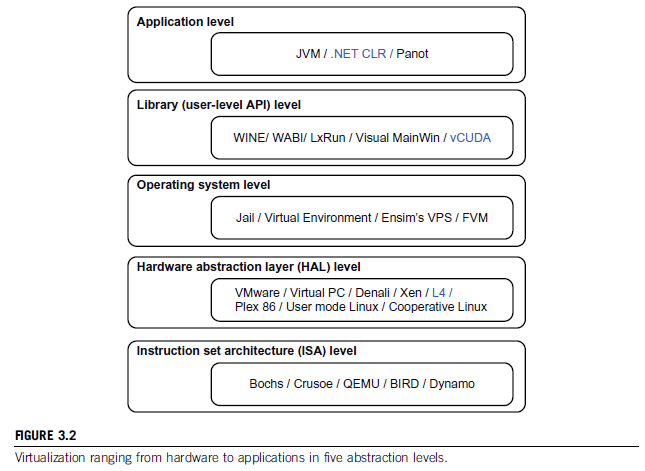 Application level
JVM / .NET CLR / Panot
Library (user-level API) level
WINE/ WABI/ LxRun / Visual MainWin / vCUDA
Operating system level
Jail / Virtual Environment / Ensim's VPS / FVM
Hardware abstraction layer (HAL) level
VMware / Virtual PC / Denali / Xen / L4 /
Plex 86 / User mode Linux / Cooperative Linux
Instruction set architecture (ISA) level
Bochs / Crusoe / QEMU / BIRD / Dynamo
FIGURE 3.2
Virtualization ranging from hardware to applications in five abstraction levels.